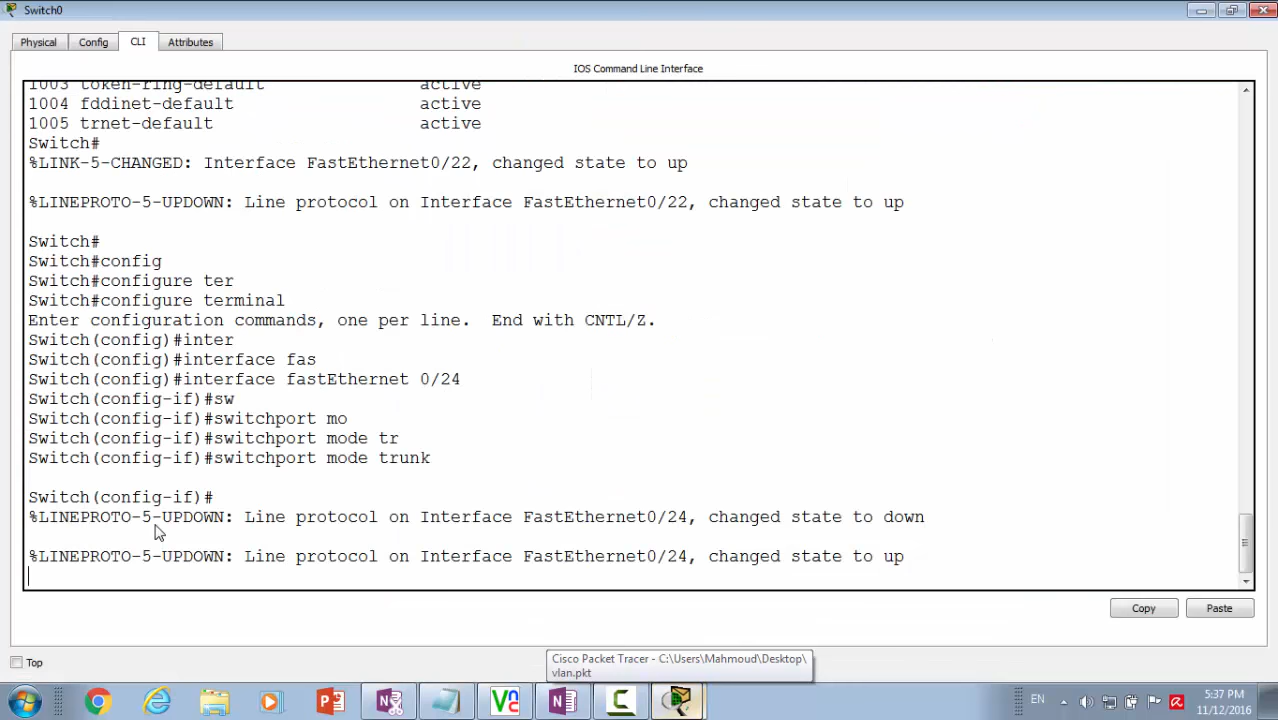 Switch0
Physical Config CLI Attributes
IOS Command Line Interface
1003 token-ring-default active
1004 fddinet-default active
1005 trnet-default active
Switch#
%LINK-5-CHANGED: Interface FastEthernet0/22, changed state to up
%LINEPROTO-5-UPDOWN: Line protocol on Interface FastEthernet0/22, changed state to up
Switch#
Switch#config
Switch#configure ter
Switch#configure terminal
Enter configuration commands, one per line. End with CNTL/Z.
Switch(config)#inter
Switch(config)#interface fas
Switch(config)#interface fastEthernet 0/24
Switch(config-if)#sw
Switch(config-if)#switchport mo
Switch(config-if)#switchport mode tr
Switch(config-if)#switchport mode trunk
Switch(config-if)#
%LINEPROTO-5-UPDOWN: Line protocol on Interface FastEthernet0/24, changed state to down
%LINEPROTO-5-UPDOWN: Line protocol on Interface FastEthernet0/24, changed state to up
Copy Paste
Top
Cisco Packet Tracer - C:\Users\Mahmoud\Desktop\
vlan.pkt
EN
5:37 PM
11/12/2016